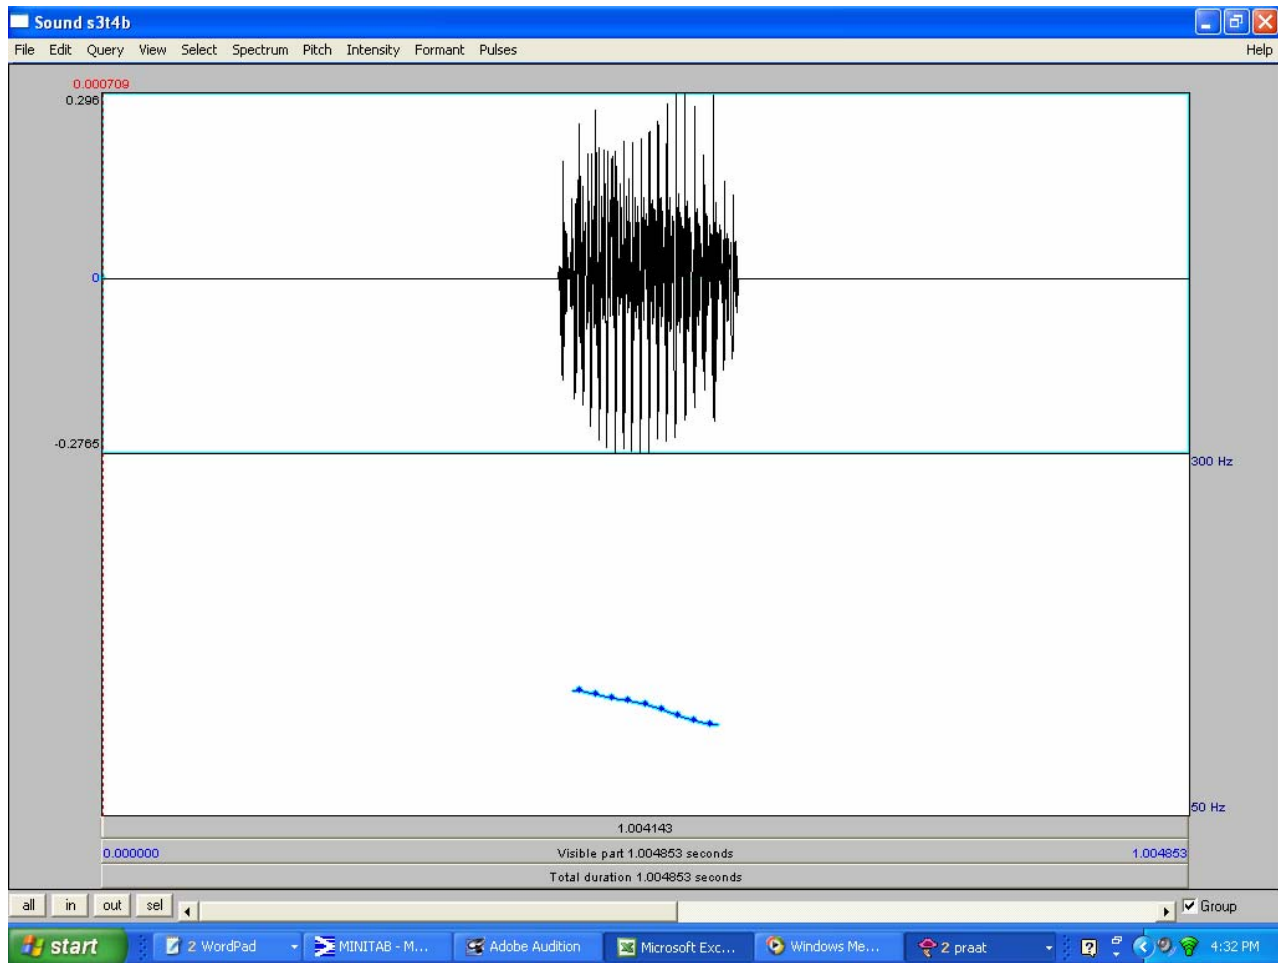 Sound s3t4b
File Edit Query View Select Spectrum Pitch Intensity Formant Pulses Help
0.000709
0.296
0
-0.2765
300 Hz
50 Hz
1.004143
0.000000 Visible part 1.004853 seconds 1.004853
Total duration 1.004853 seconds
all in out sel Group
start 2 WordPad MINITAB - M... Adobe Audition Microsoft Exc... Windows Me... 2 praat 4:32 PM